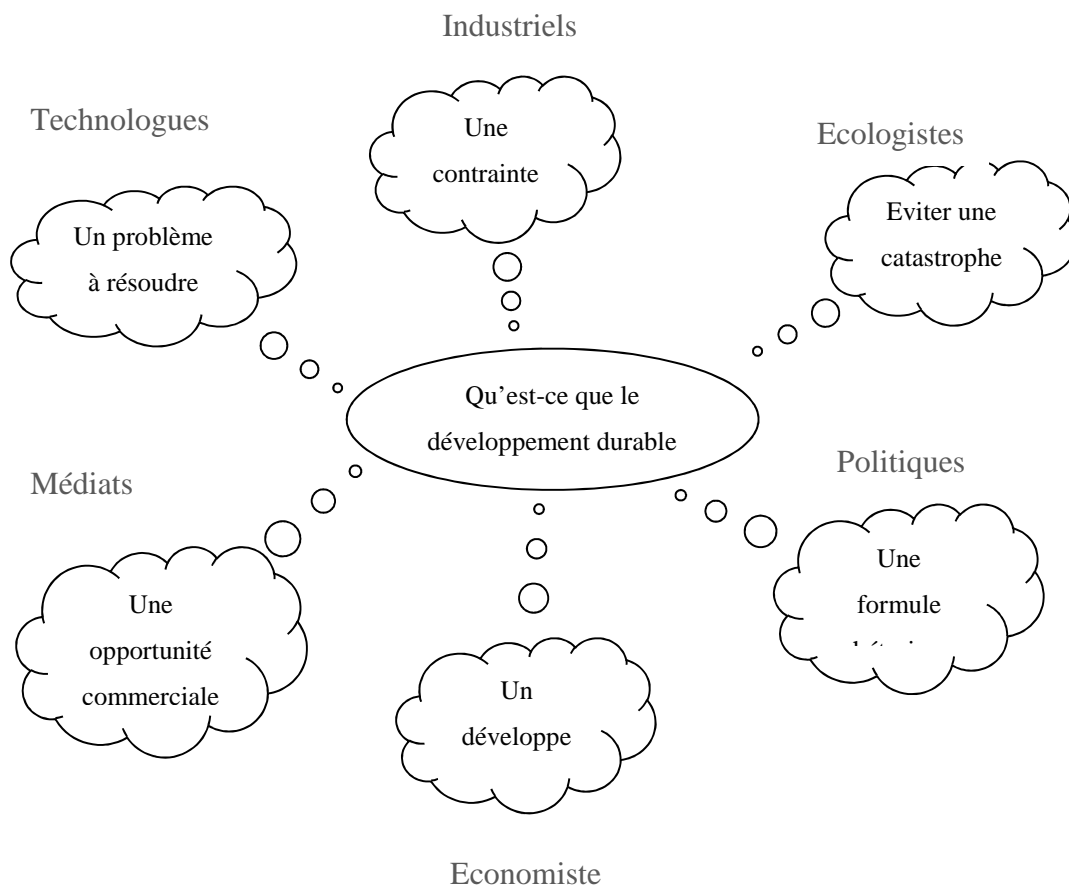 Industriels
Technologues
Une
contrainte
Ecologistes
Un problème
à résoudre
Eviter une
catastrophe
Qu’est-ce que le
développement durable
Médiats
Politiques
Une
opportunité
commerciale
Une
formule
Un
développe
Economiste